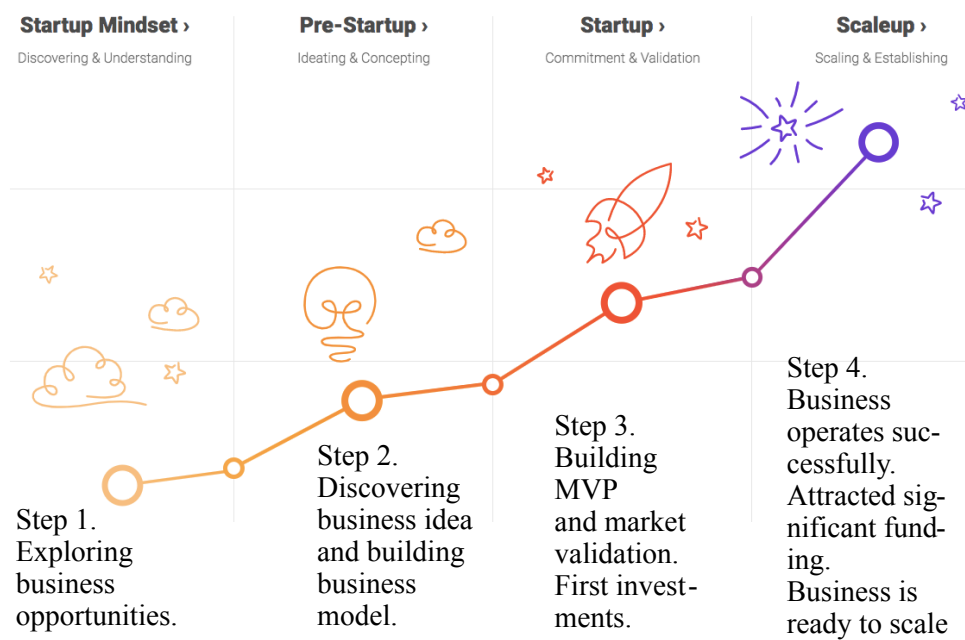 Startup Mindset ›
Discovering & Understanding
Pre-Startup ›
Ideating & Concepting
Startup ›
Commitment & Validation
Scaleup ›
Scaling & Establishing
Step 1.
Exploring
business
opportunities.
Step 2.
Discovering
business idea
and building
business
model.
Step 3.
Building
MVP
and market
validation.
First invest-
ments.
Step 4.
Business
operates suc-
cessfully.
Attracted sig-
nificant fund-
ing.
Business is
ready to scale